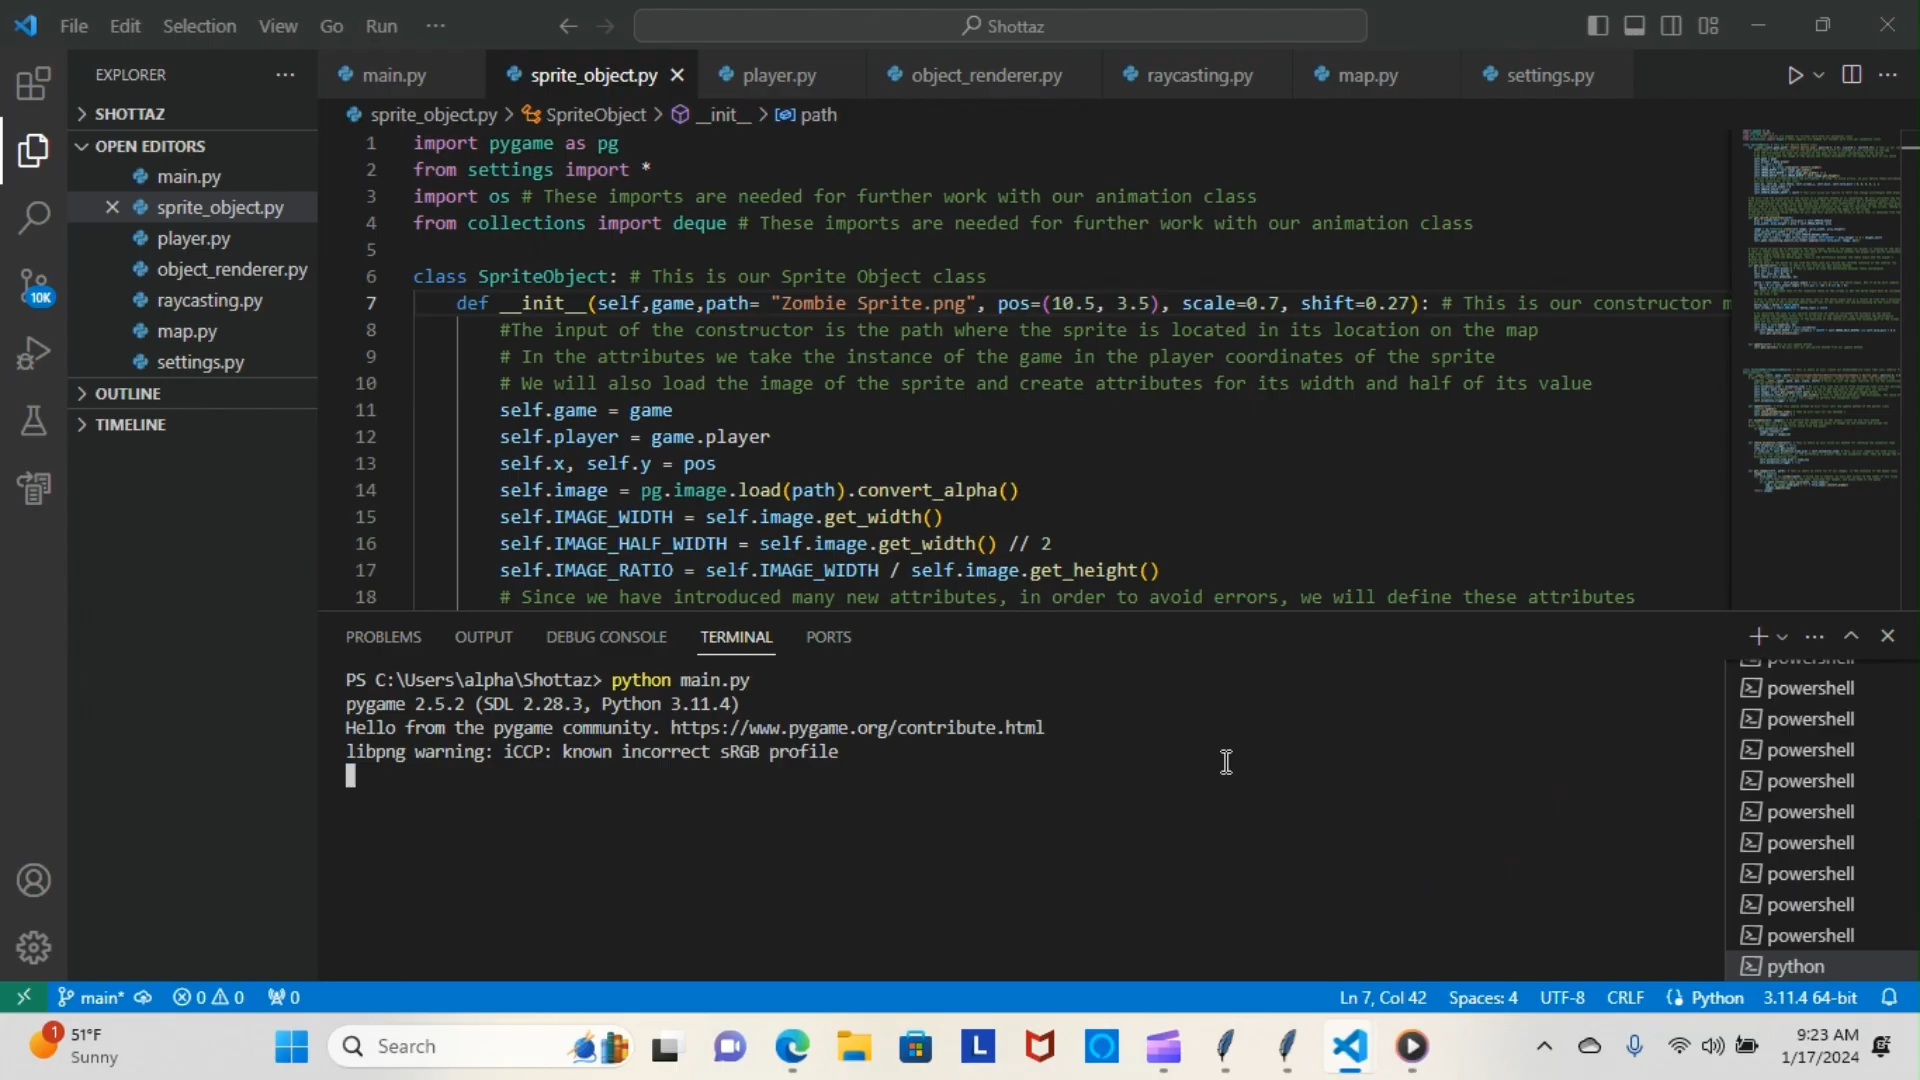 File Edit Selection View Go Run ···
Shottaz
EXPLORER
SHOTTAZ
OPEN EDITORS
main.py
sprite_object.py
player.py
object_renderer.py
raycasting.py
map.py
settings.py
OUTLINE
TIMELINE
10K
main.py sprite_object.py player.py object_renderer.py raycasting.py map.py settings.py
sprite_object.py > SpriteObject > __init__ > path
1 import pygame as pg
2 from settings import *
3 import os # These imports are needed for further work with our animation class
4 from collections import deque # These imports are needed for further work with our animation class
5
6 class SpriteObject: # This is our Sprite Object class
7 def __init__(self,game,path= "Zombie Sprite.png", pos=(10.5, 3.5), scale=0.7, shift=0.27): # This is our constructor m
8 #The input of the constructor is the path where the sprite is located in its location on the map
9 # In the attributes we take the instance of the game in the player coordinates of the sprite
10 # We will also load the image of the sprite and create attributes for its width and half of its value
11 self.game = game
12 self.player = game.player
13 self.x, self.y = pos
14 self.image = pg.image.load(path).convert_alpha()
15 self.IMAGE_WIDTH = self.image.get_width()
16 self.IMAGE_HALF_WIDTH = self.image.get_width() // 2
17 self.IMAGE_RATIO = self.IMAGE_WIDTH / self.image.get_height()
18 # Since we have introduced many new attributes, in order to avoid errors, we will define these attributes
PROBLEMS OUTPUT DEBUG CONSOLE TERMINAL PORTS
PS C:\Users\alpha\Shottaz> python main.py
pygame 2.5.2 (SDL 2.28.3, Python 3.11.4)
Hello from the pygame community. https://www.pygame.org/contribute.html
libpng warning: iCCP: known incorrect sRGB profile
powershell
powershell
powershell
powershell
powershell
powershell
powershell
powershell
powershell
powershell
python
main* 0 0 0 Ln 7, Col 42 Spaces: 4 UTF-8 CRLF Python 3.11.4 64-bit
1 51°F
Sunny
Search
L
9:23 AM
1/17/2024